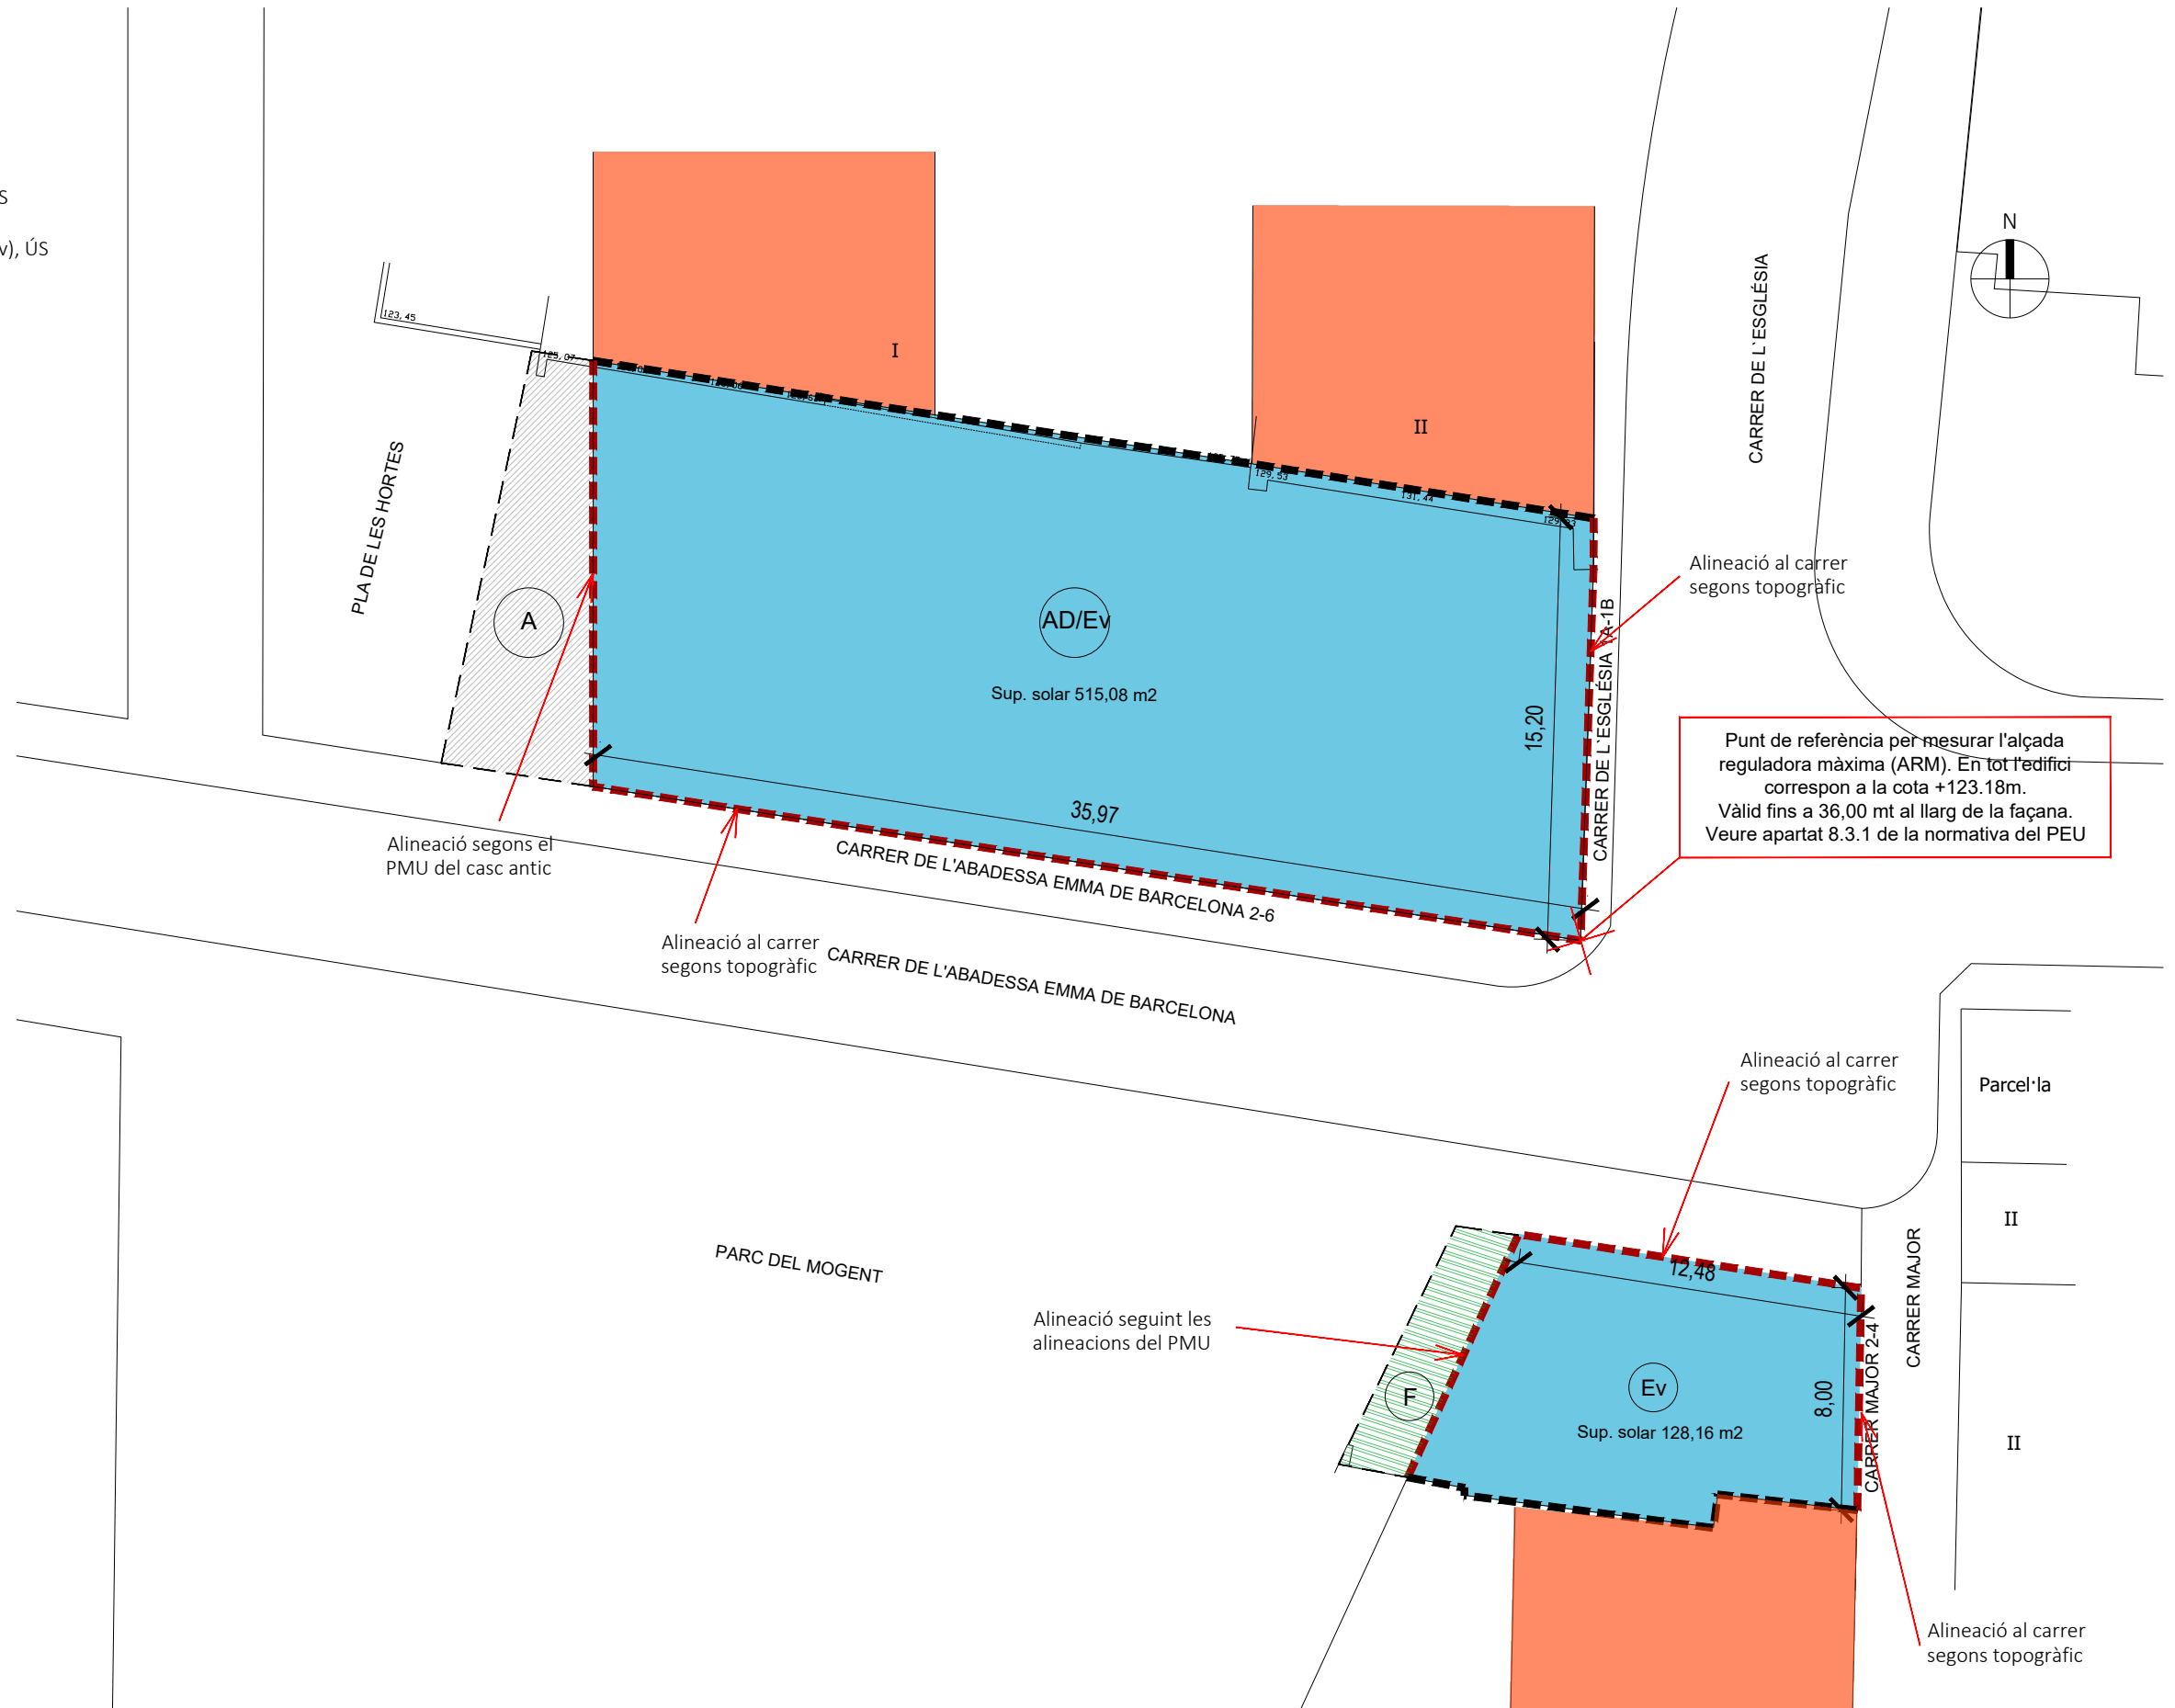 S
v), ÚS
N
123,45
125,07
I
II
129,53
131,44
CARRER DE L`ESGLÉSIA
PLA DE LES HORTES
Alineació al carrer
segons topogràfic
A
AD/Ev
Sup. solar 515,08 m2
15,20
35,97
Punt de referència per mesurar l'alçada
reguladora màxima (ARM). En tot l'edifici
correspon a la cota +123.18m.
Vàlid fins a 36,00 mt al llarg de la façana.
Veure apartat 8.3.1 de la normativa del PEU
Alineació segons el
PMU del casc antic
CARRER DE L'ABADESSA EMMA DE BARCELONA 2-6
CARRER DE L`ESGLÉSIA 1A-1B
Alineació al carrer
segons topogràfic
CARRER DE L'ABADESSA EMMA DE BARCELONA
Alineació al carrer
segons topogràfic
Parcel·la
II
PARC DEL MOGENT
12,48
CARRER MAJOR
Alineació seguint les
alineacions del PMU
F
Ev
Sup. solar 128,16 m2
8,00
CARRER MAJOR 2-4
II
Alineació al carrer
segons topogràfic